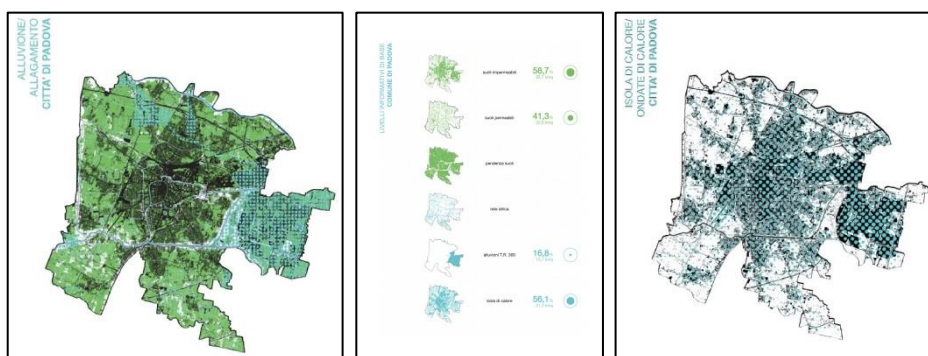 ALLUVIONE/
ALLAGAMENTO
CITTA' DI PADOVA
LIVELLI INFORMATIVI DI BASE
COMUNE DI PADOVA
suoli impermeabili
58,7%
suoli permeabili
41,3%
pendenza suoli
rete idrica
alluvioni T.R. 300
16,8%
isola di calore
56,1%
ISOLA DI CALORE/
ONDATE DI CALORE
CITTA' DI PADOVA